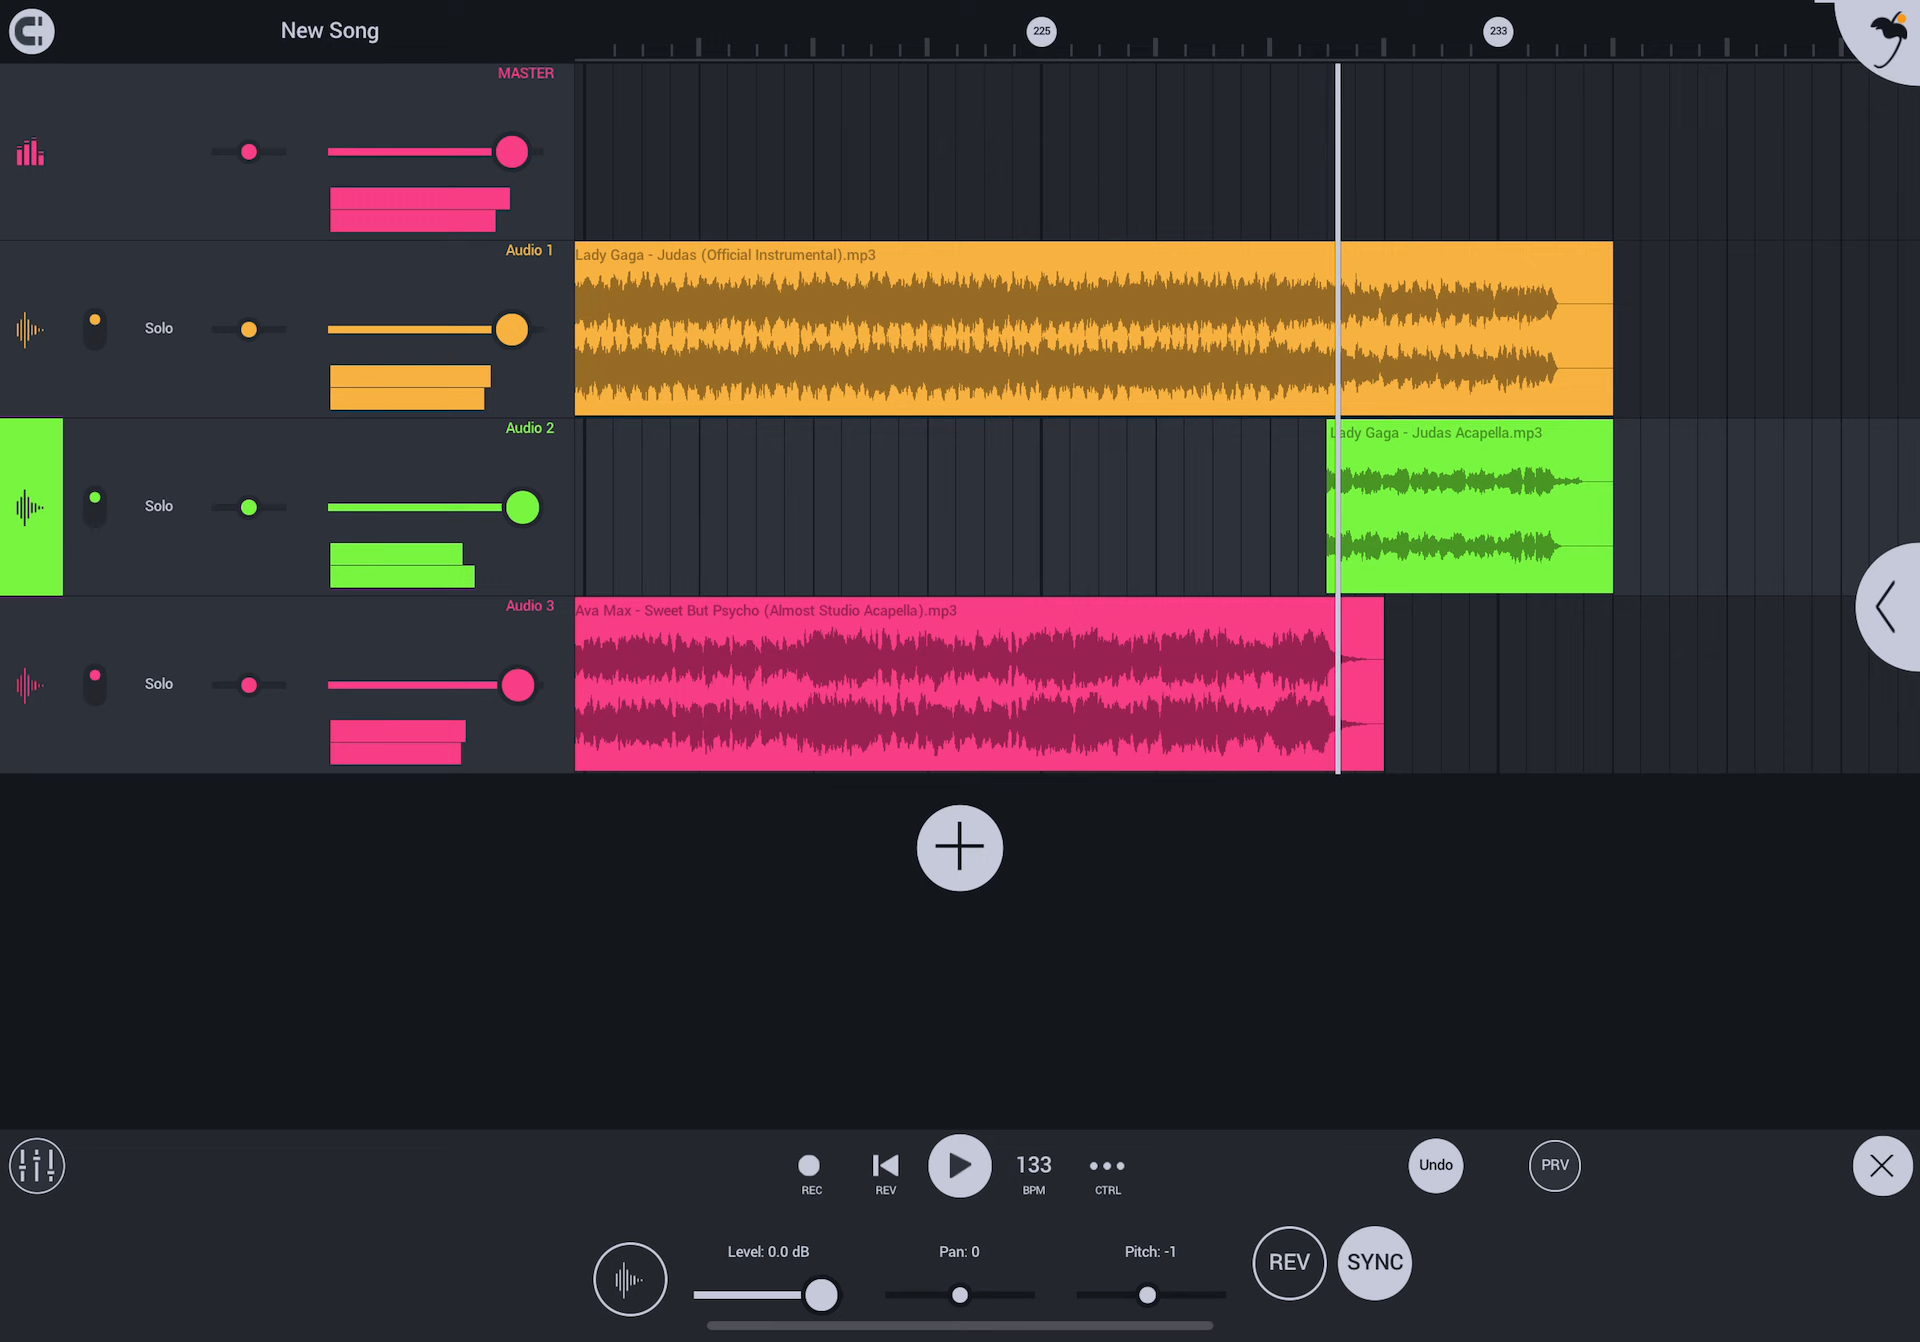 New Song
225
233
MASTER
Audio 1
Lady Gaga - Judas (Official Instrumental).mp3
Solo
Audio 2
Lady Gaga - Judas Acapella.mp3
Solo
Audio 3
Ava Max - Sweet But Psycho (Almost Studio Acapella).mp3
Solo
REC
REV
133
BPM
CTRL
Undo
PRV
Level: 0.0 dB
Pan: 0
Pitch: -1
REV
SYNC